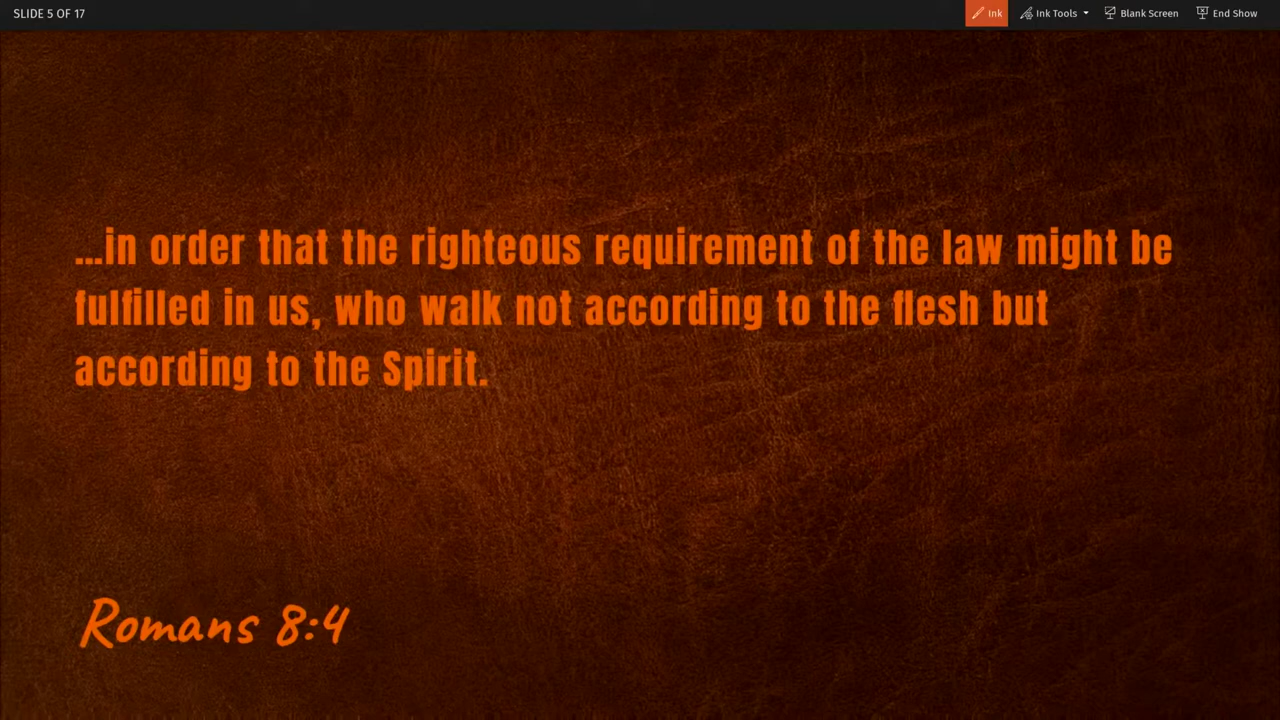 SLIDE 5 OF 17
Ink
Ink Tools
Blank Screen
End Show
...in order that the righteous requirement of the law might be
fulfilled in us, who walk not according to the flesh but
according to the Spirit.
Romans 8:4